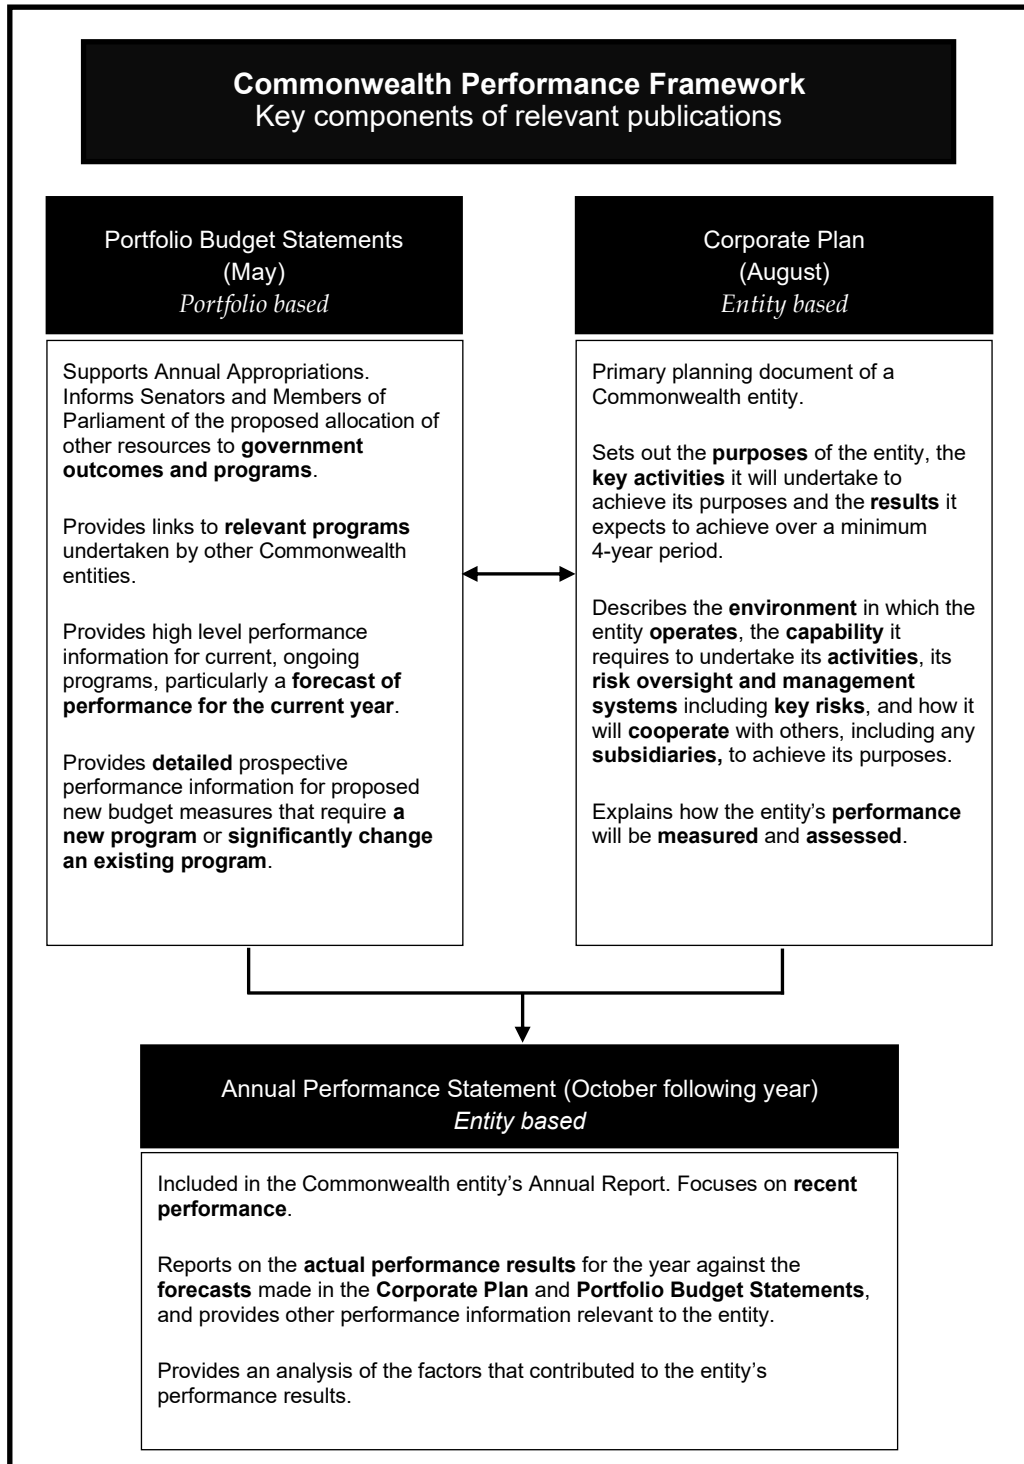 Commonwealth Performance Framework
Key components of relevant publications
Portfolio Budget Statements
(May)
Portfolio based
Supports Annual Appropriations.
Informs Senators and Members of
Parliament of the proposed allocation of
other resources to government
outcomes and programs.
Provides links to relevant programs
undertaken by other Commonwealth
entities.
Provides high level performance
information for current, ongoing
programs, particularly a forecast of
performance for the current year.
Provides detailed prospective
performance information for proposed
new budget measures that require a
new program or significantly change
an existing program.
Corporate Plan
(August)
Entity based
Primary planning document of a
Commonwealth entity.
Sets out the purposes of the entity, the
key activities it will undertake to
achieve its purposes and the results it
expects to achieve over a minimum
4-year period.
Describes the environment in which the
entity operates, the capability it
requires to undertake its activities, its
risk oversight and management
systems including key risks, and how it
will cooperate with others, including any
subsidiaries, to achieve its purposes.
Explains how the entity’s performance
will be measured and assessed.
Annual Performance Statement (October following year)
Entity based
Included in the Commonwealth entity’s Annual Report. Focuses on recent
performance.
Reports on the actual performance results for the year against the
forecasts made in the Corporate Plan and Portfolio Budget Statements,
and provides other performance information relevant to the entity.
Provides an analysis of the factors that contributed to the entity’s
performance results.